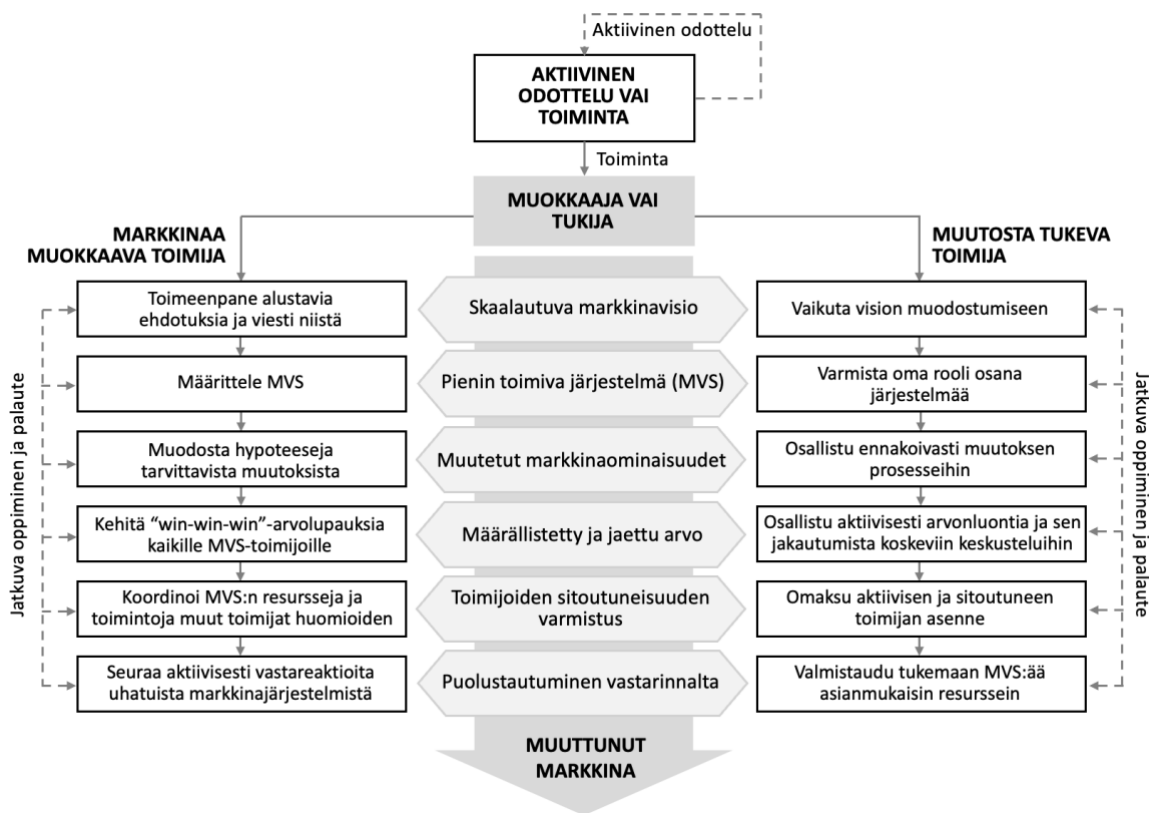 Aktiivinen odottelu
AKTIIVINEN
ODOTTELU VAI
TOIMINTA
Toiminta
MUOKKAAJA VAI
TUKIJA
MARKKINAA
MUOKKAAVA TOIMIJA
MUUTOSTA TUKEVA
TOIMIJA
Toimeenpane alustavia
ehdotuksia ja viesti niistä
Skaalautuva markkinavisio
Vaikuta vision muodostumiseen
Määrittele MVS
Pienin toimiva järjestelmä (MVS)
Varmista oma rooli osana
järjestelmää
Muodosta hypoteeseja
tarvittavista muutoksista
Muutetut markkinaominaisuudet
Osallistu ennakoivasti muutoksen
prosesseihin
Kehitä “win-win-win”-arvolupauksia
kaikille MVS-toimijoille
Määrällistetty ja jaettu arvo
Osallistu aktiivisesti arvonluontia ja sen
jakautumista koskeviin keskusteluihin
Koordinoi MVS:n resursseja ja
toimintoja muut toimijat huomioiden
Toimijoiden sitoutuneisuuden
varmistus
Omaksu aktiivisen ja sitoutuneen
toimijan asenne
Seuraa aktiivisesti vastareaktioita
uhatuista markkinajärjestelmistä
Puolustautuminen vastarinnalta
Valmistaudu tukemaan MVS:ää
asianmukaisin resurssein
Jatkuva oppiminen ja palaute
Jatkuva oppiminen ja palaute
MUUTTUNUT
MARKKINA